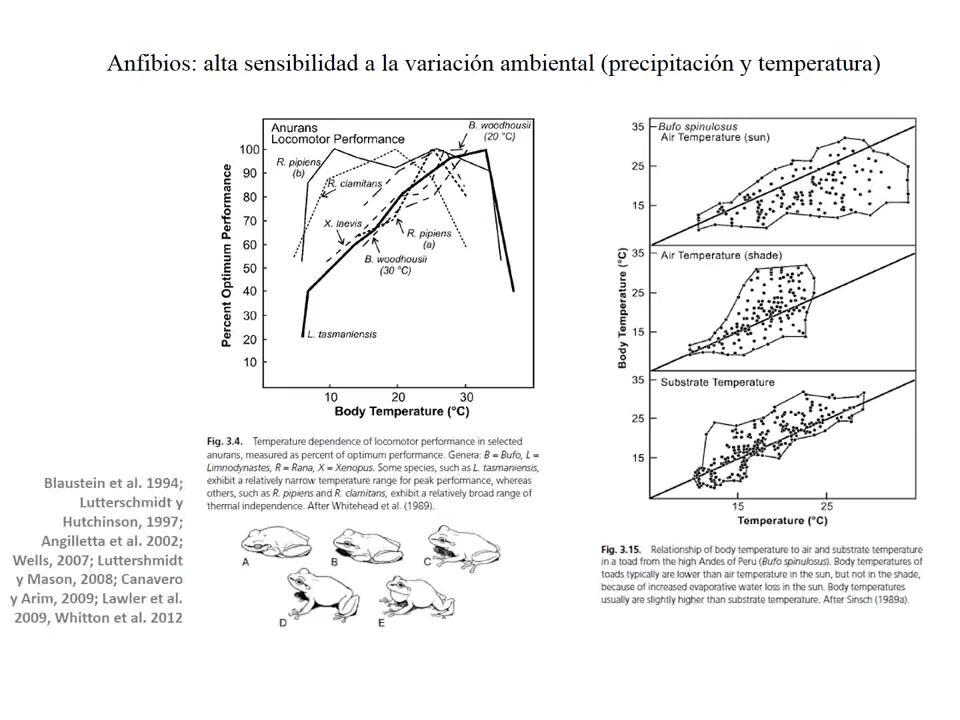 Anfibios: alta sensibilidad a la variación ambiental (precipitación y temperatura)
Anurans
Locomotor Performance
B. woodhousii
(20 °C)
R. pipiens
(b)
R. clamitans
X. laevis
R. pipiens
(a)
B. woodhousii
(30 °C)
L. tasmaniensis
Percent Optimum Performance
100
90
80
70
60
50
40
30
20
10
10 20 30
Body Temperature (°C)
Fig. 3.4. Temperature dependence of locomotor performance in selected
anurans, measured as percent of optimum performance. Genera: B = Bufo, L =
Limnodynastes, R = Rana, X = Xenopus. Some species, such as L. tasmaniensis,
exhibit a relatively narrow temperature range for peak performance, whereas
others, such as R. pipiens and R. clamitans, exhibit a relatively broad range of
thermal independence. After Whitehead et al. (1989).
A B C
D E
Blaustein et al. 1994;
Lutterschmidt y
Hutchinson, 1997;
Angilletta et al. 2002;
Wells, 2007; Luttershmidt
y Mason, 2008; Canavero
y Arim, 2009; Lawler et al.
2009, Whitton et al. 2012
Bufo spinulosus
Air Temperature (sun)
35
25
15
Air Temperature (shade)
35
25
15
Substrate Temperature
35
25
15
Body Temperature (°C)
15 25
Temperature (°C)
Fig. 3.15. Relationship of body temperature to air and substrate temperature
in a toad from the high Andes of Peru (Bufo spinulosus). Body temperatures of
toads typically are lower than air temperature in the sun, but not in the shade,
because of increased evaporative water loss in the sun. Body temperatures
usually are slightly higher than substrate temperature. After Sinsch (1989a).